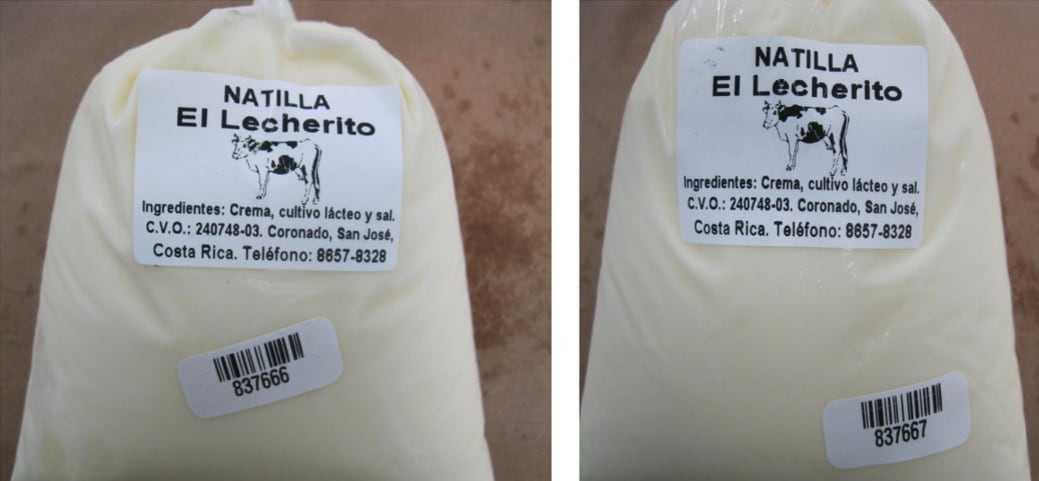 NATILLA
El Lecherito
Ingredientes: Crema, cultivo lácteo y sal.
C.V.O.: 240748-03. Coronado, San José,
Costa Rica. Teléfono: 8657-8328
837666
NATILLA
El Lecherito
Ingredientes: Crema, cultivo lácteo y sal.
C.V.O.: 240748-03. Coronado, San José,
Costa Rica. Teléfono: 8657-8328
837667